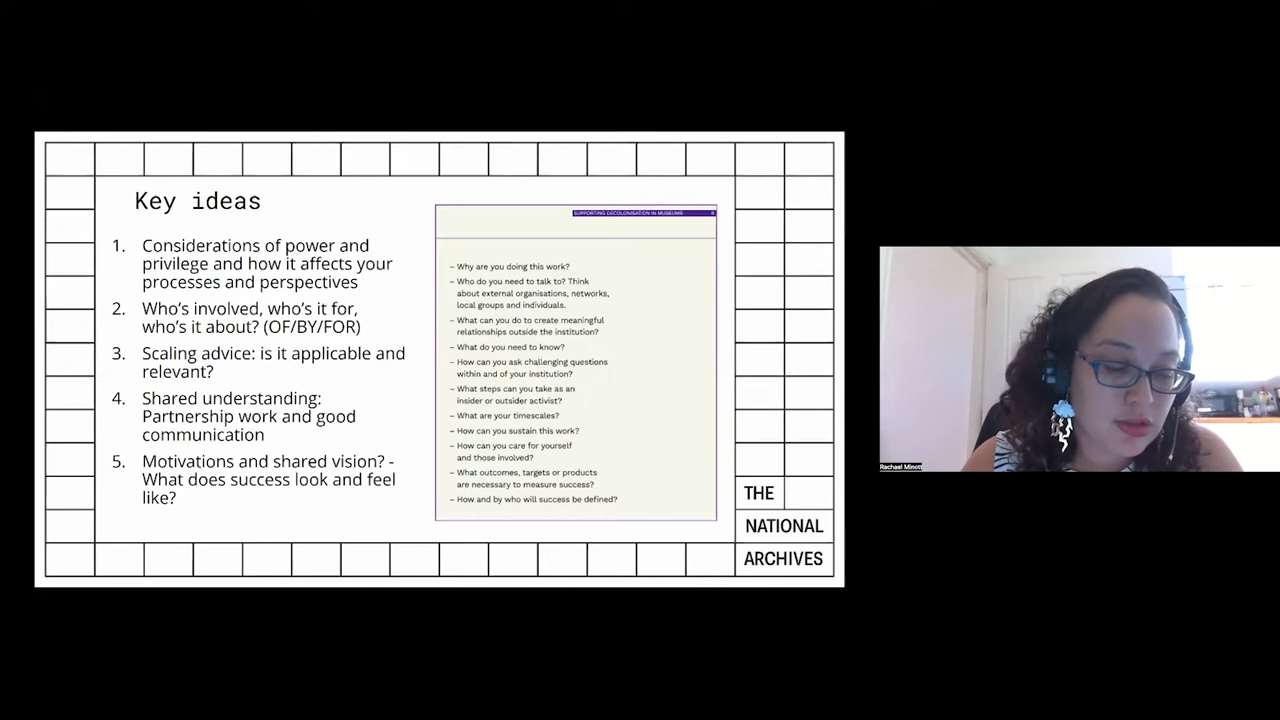 Key ideas
1. Considerations of power and
privilege and how it affects your
processes and perspectives
2. Who's involved, who's it for,
who's it about? (OF/BY/FOR)
3. Scaling advice: is it applicable and
relevant?
4. Shared understanding:
Partnership work and good
communication
5. Motivations and shared vision? -
What does success look and feel
like?
SUPPORTING DECOLONISATION IN MUSEUMS
– Why are you doing this work?
– Who do you need to talk to? Think
about external organisations, networks,
local groups and individuals.
– What can you do to create meaningful
relationships outside the institution?
– What do you need to know?
– How can you ask challenging questions
within and of your institution?
– What steps can you take as an
insider or outsider activist?
– What are your timescales?
– How can you sustain this work?
– How can you care for yourself
and those involved?
– What outcomes, targets or products
are necessary to measure success?
– How and by who will success be defined?
THE
NATIONAL
ARCHIVES
Rachael Minott